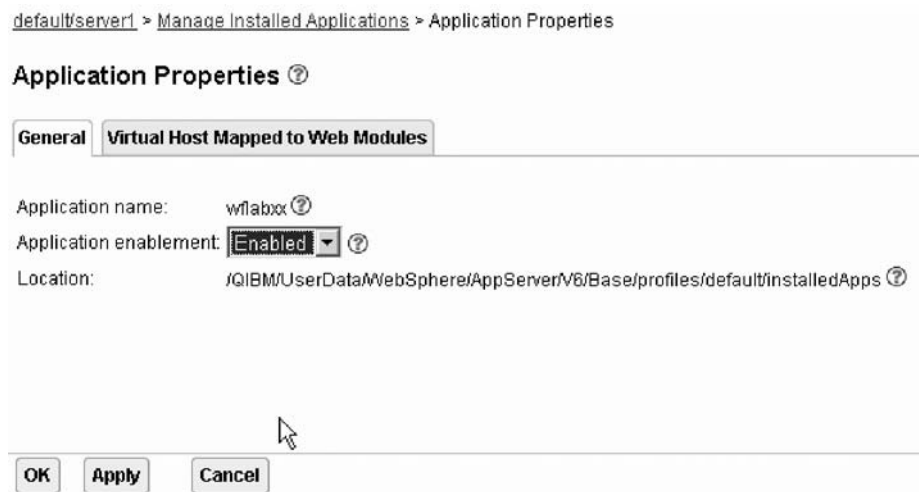 default/server1 > Manage Installed Applications > Application Properties
Application Properties ?
General Virtual Host Mapped to Web Modules
Application name: wflabxx ?
Application enablement: Enabled ?
Location: /QIBM/UserData/WebSphere/AppServer/V6/Base/profiles/default/installedApps ?
OK Apply Cancel